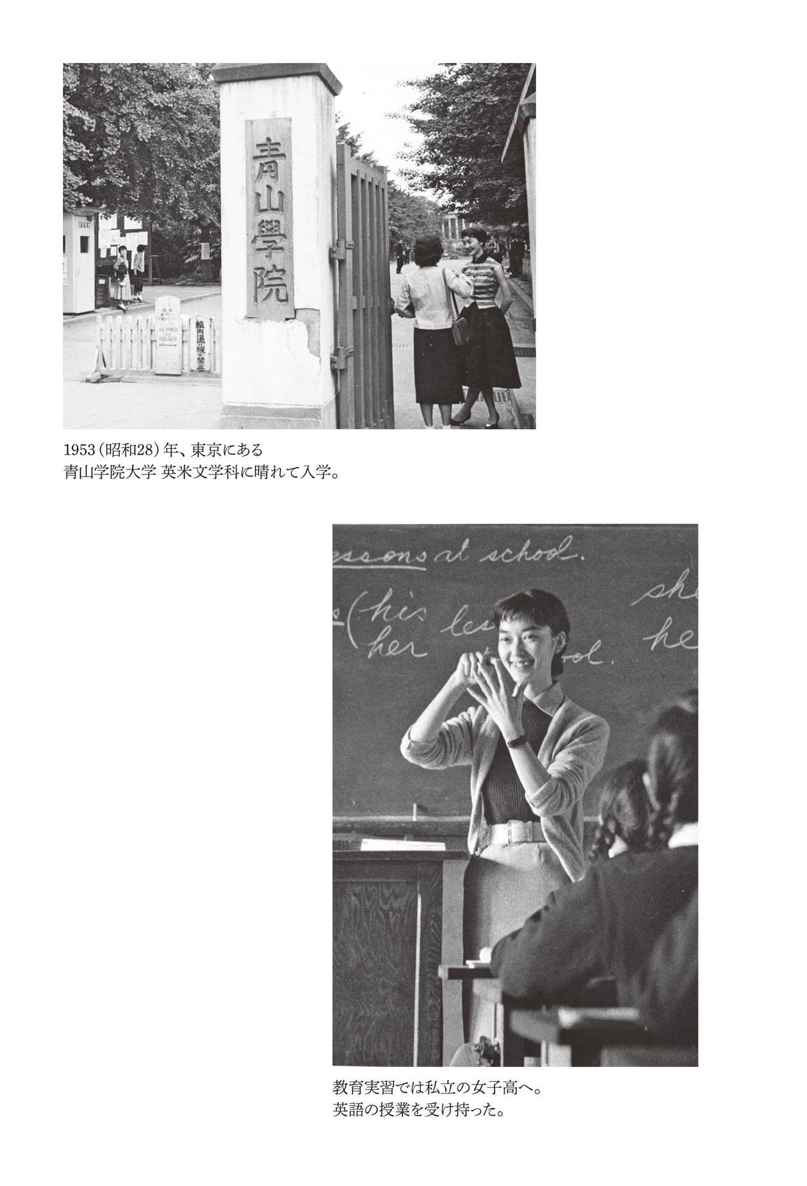 青山學院
1953（昭和28）年、東京にある
青山学院大学 英米文学科に晴れて入学。
essons at school.
his
her
les
ool.
she
he
教育実習では私立の女子高へ。
英語の授業を受け持った。